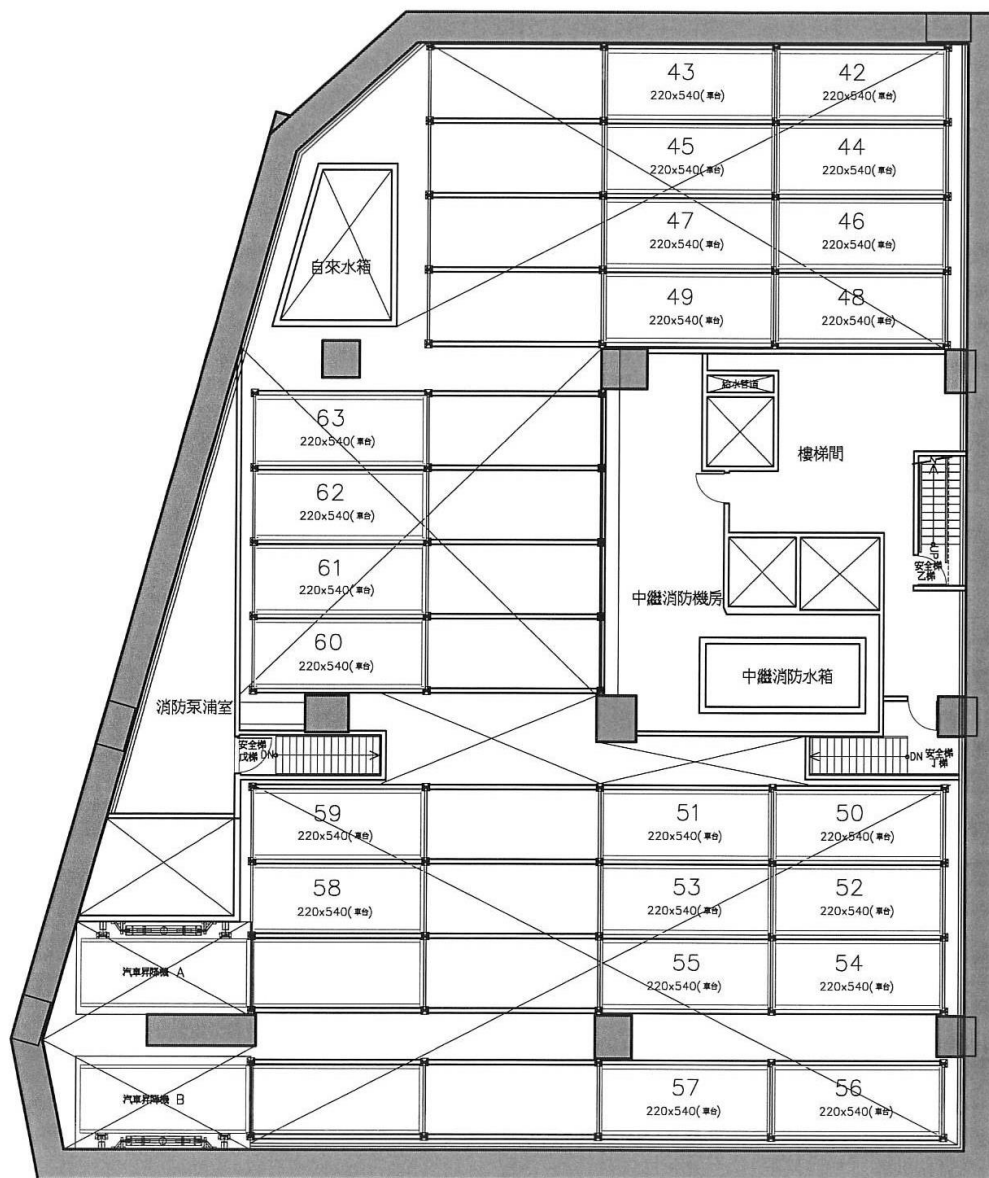 43
220x540(車台)
42
220x540(車台)
45
220x540(車台)
44
220x540(車台)
47
220x540(車台)
46
220x540(車台)
49
220x540(車台)
48
220x540(車台)
自來水箱
給水管道
樓梯間
UP
安全梯
乙梯
63
220x540(車台)
62
220x540(車台)
61
220x540(車台)
60
220x540(車台)
中繼消防機房
中繼消防水箱
消防泵浦室
安全梯
戊梯
DN
DN
安全梯
丁梯
59
220x540(車台)
51
220x540(車台)
50
220x540(車台)
58
220x540(車台)
53
220x540(車台)
52
220x540(車台)
汽車昇降機 A
55
220x540(車台)
54
220x540(車台)
汽車昇降機 B
57
220x540(車台)
56
220x540(車台)